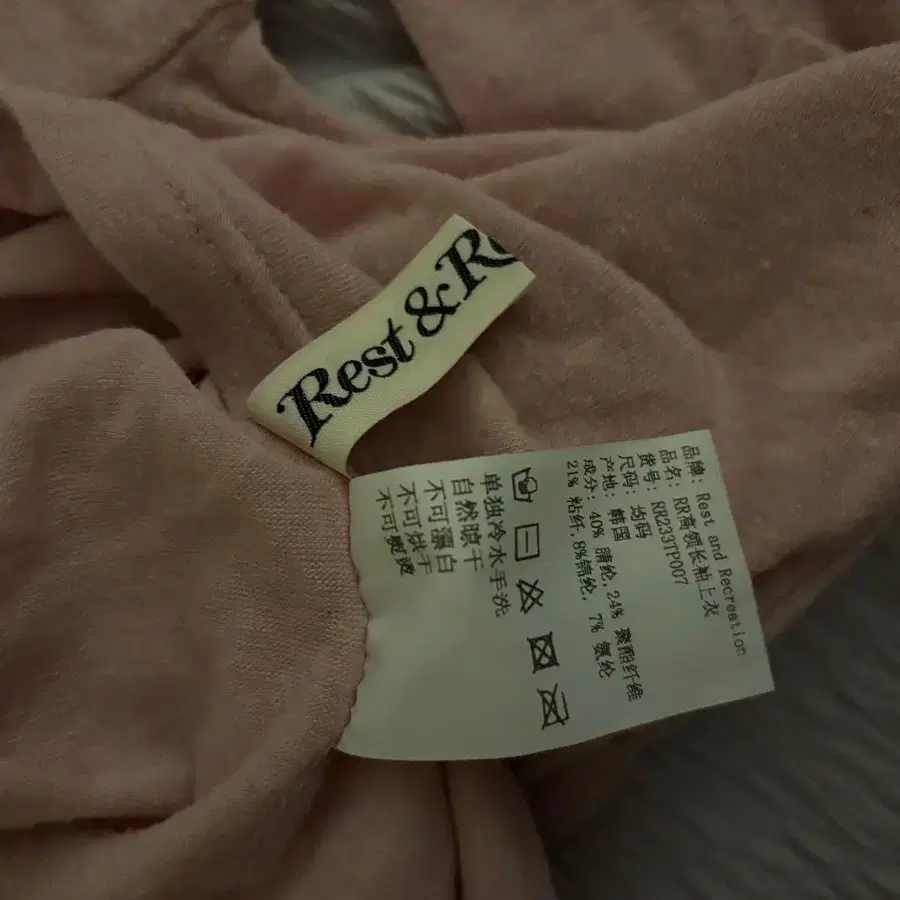 Rest & Re
品牌: Rest and Recreation
品名: RR高领长袖上衣
货号: RR233TP007
尺码: 均码
产地: 韩国
成分: 40% 腈纶,24% 聚酯纤维
21% 粘纤,8%锦纶, 7% 氨纶
单独冷水手洗
自然晾干
不可漂白
不可烘干
不可熨烫